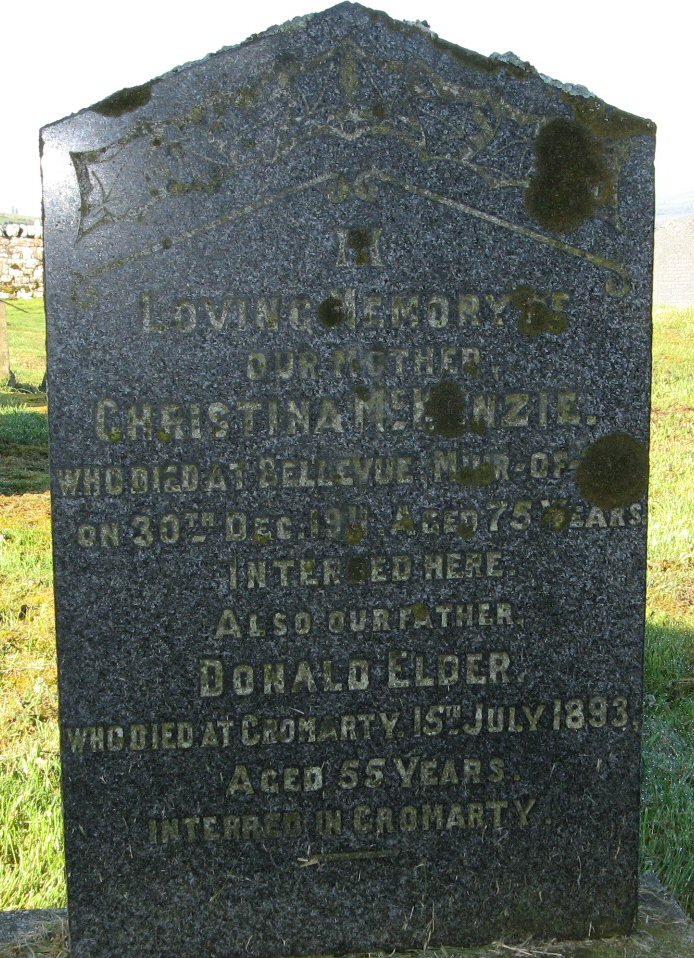 IN
LOVING MEMORY OF
OUR MOTHER,
CHRISTINA McKENZIE.
WHO DIED AT BELLEVUE, MUIR-OF-
ON 30TH DEC. 1911. AGED 75 YEARS
INTERRED HERE.
ALSO OUR FATHER,
DONALD ELDER.
WHO DIED AT CROMARTY. 15TH JULY 1893.
AGED 55 YEARS.
INTERRED IN CROMARTY.